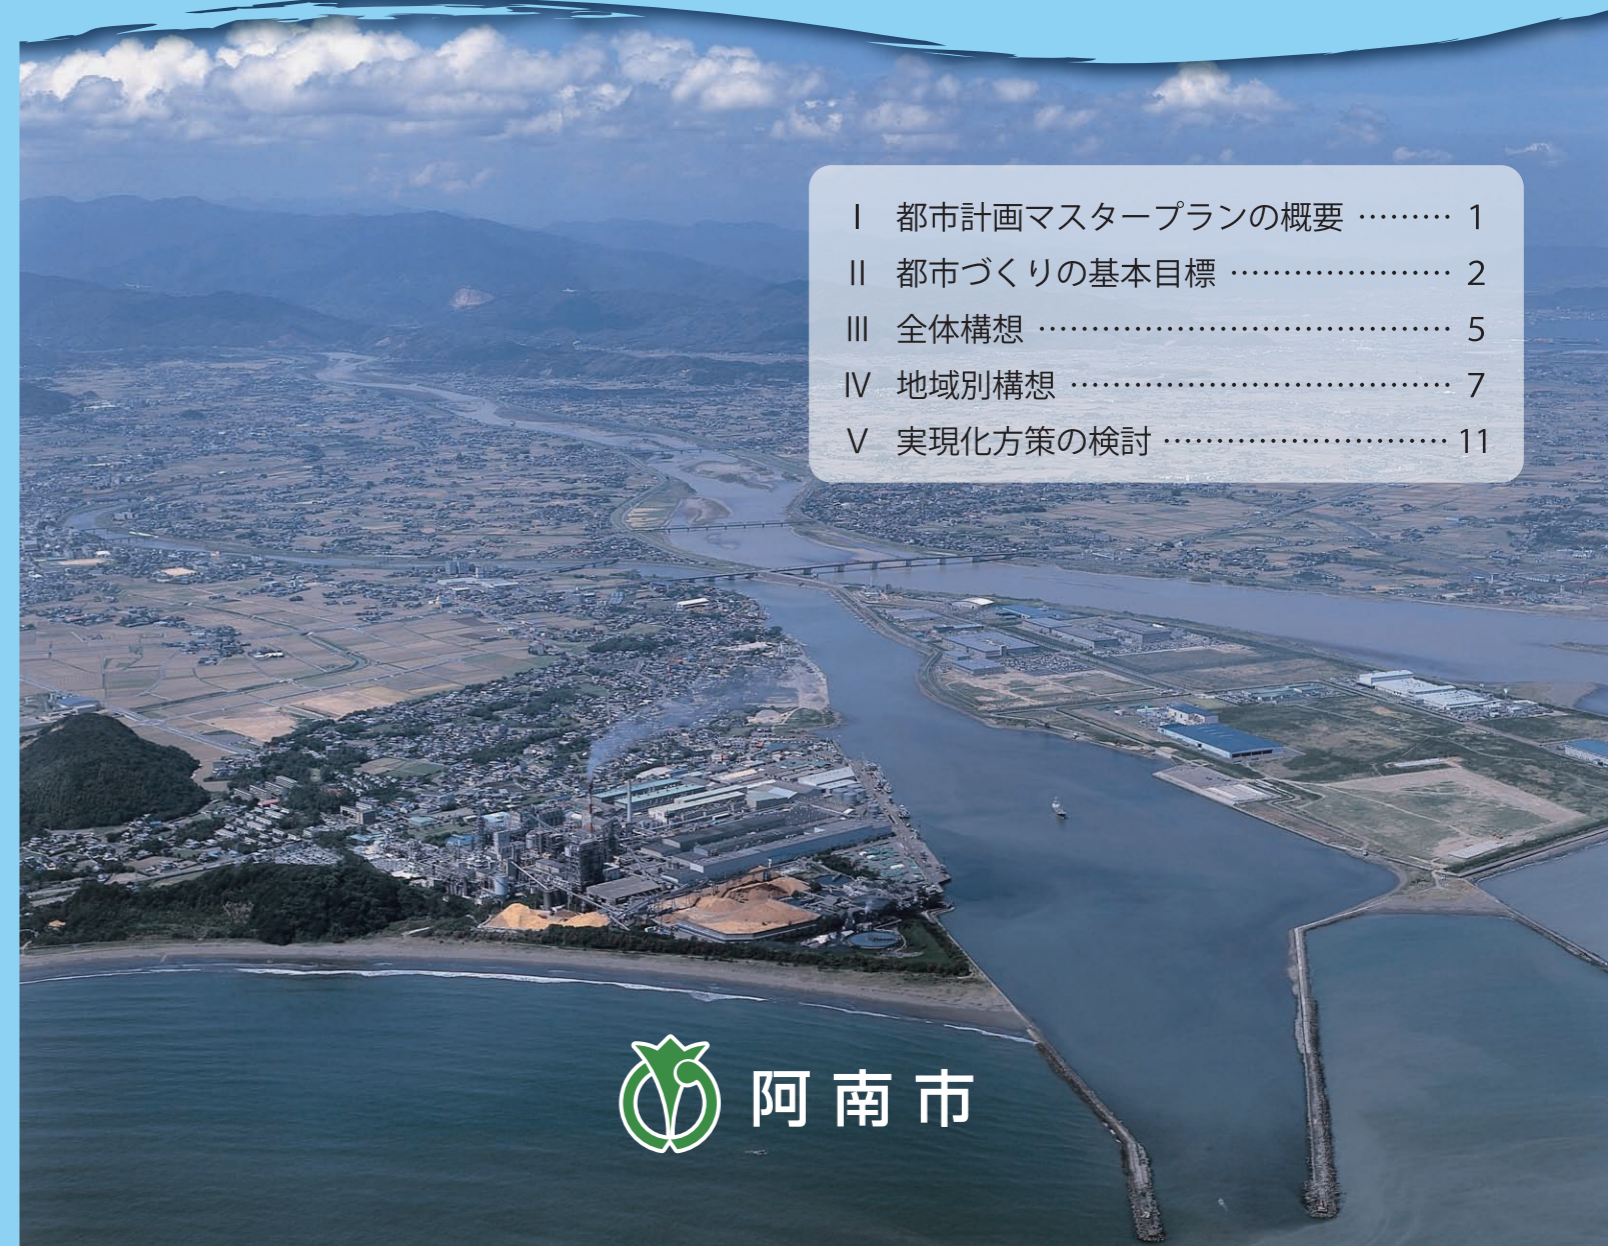 Ⅰ 都市計画マスタープランの概要 ……… 1
Ⅱ 都市づくりの基本目標 ………………… 2
Ⅲ 全体構想 ………………………………… 5
Ⅳ 地域別構想 ……………………………… 7
Ⅴ 実現化方策の検討 ……………………… 11
阿南市